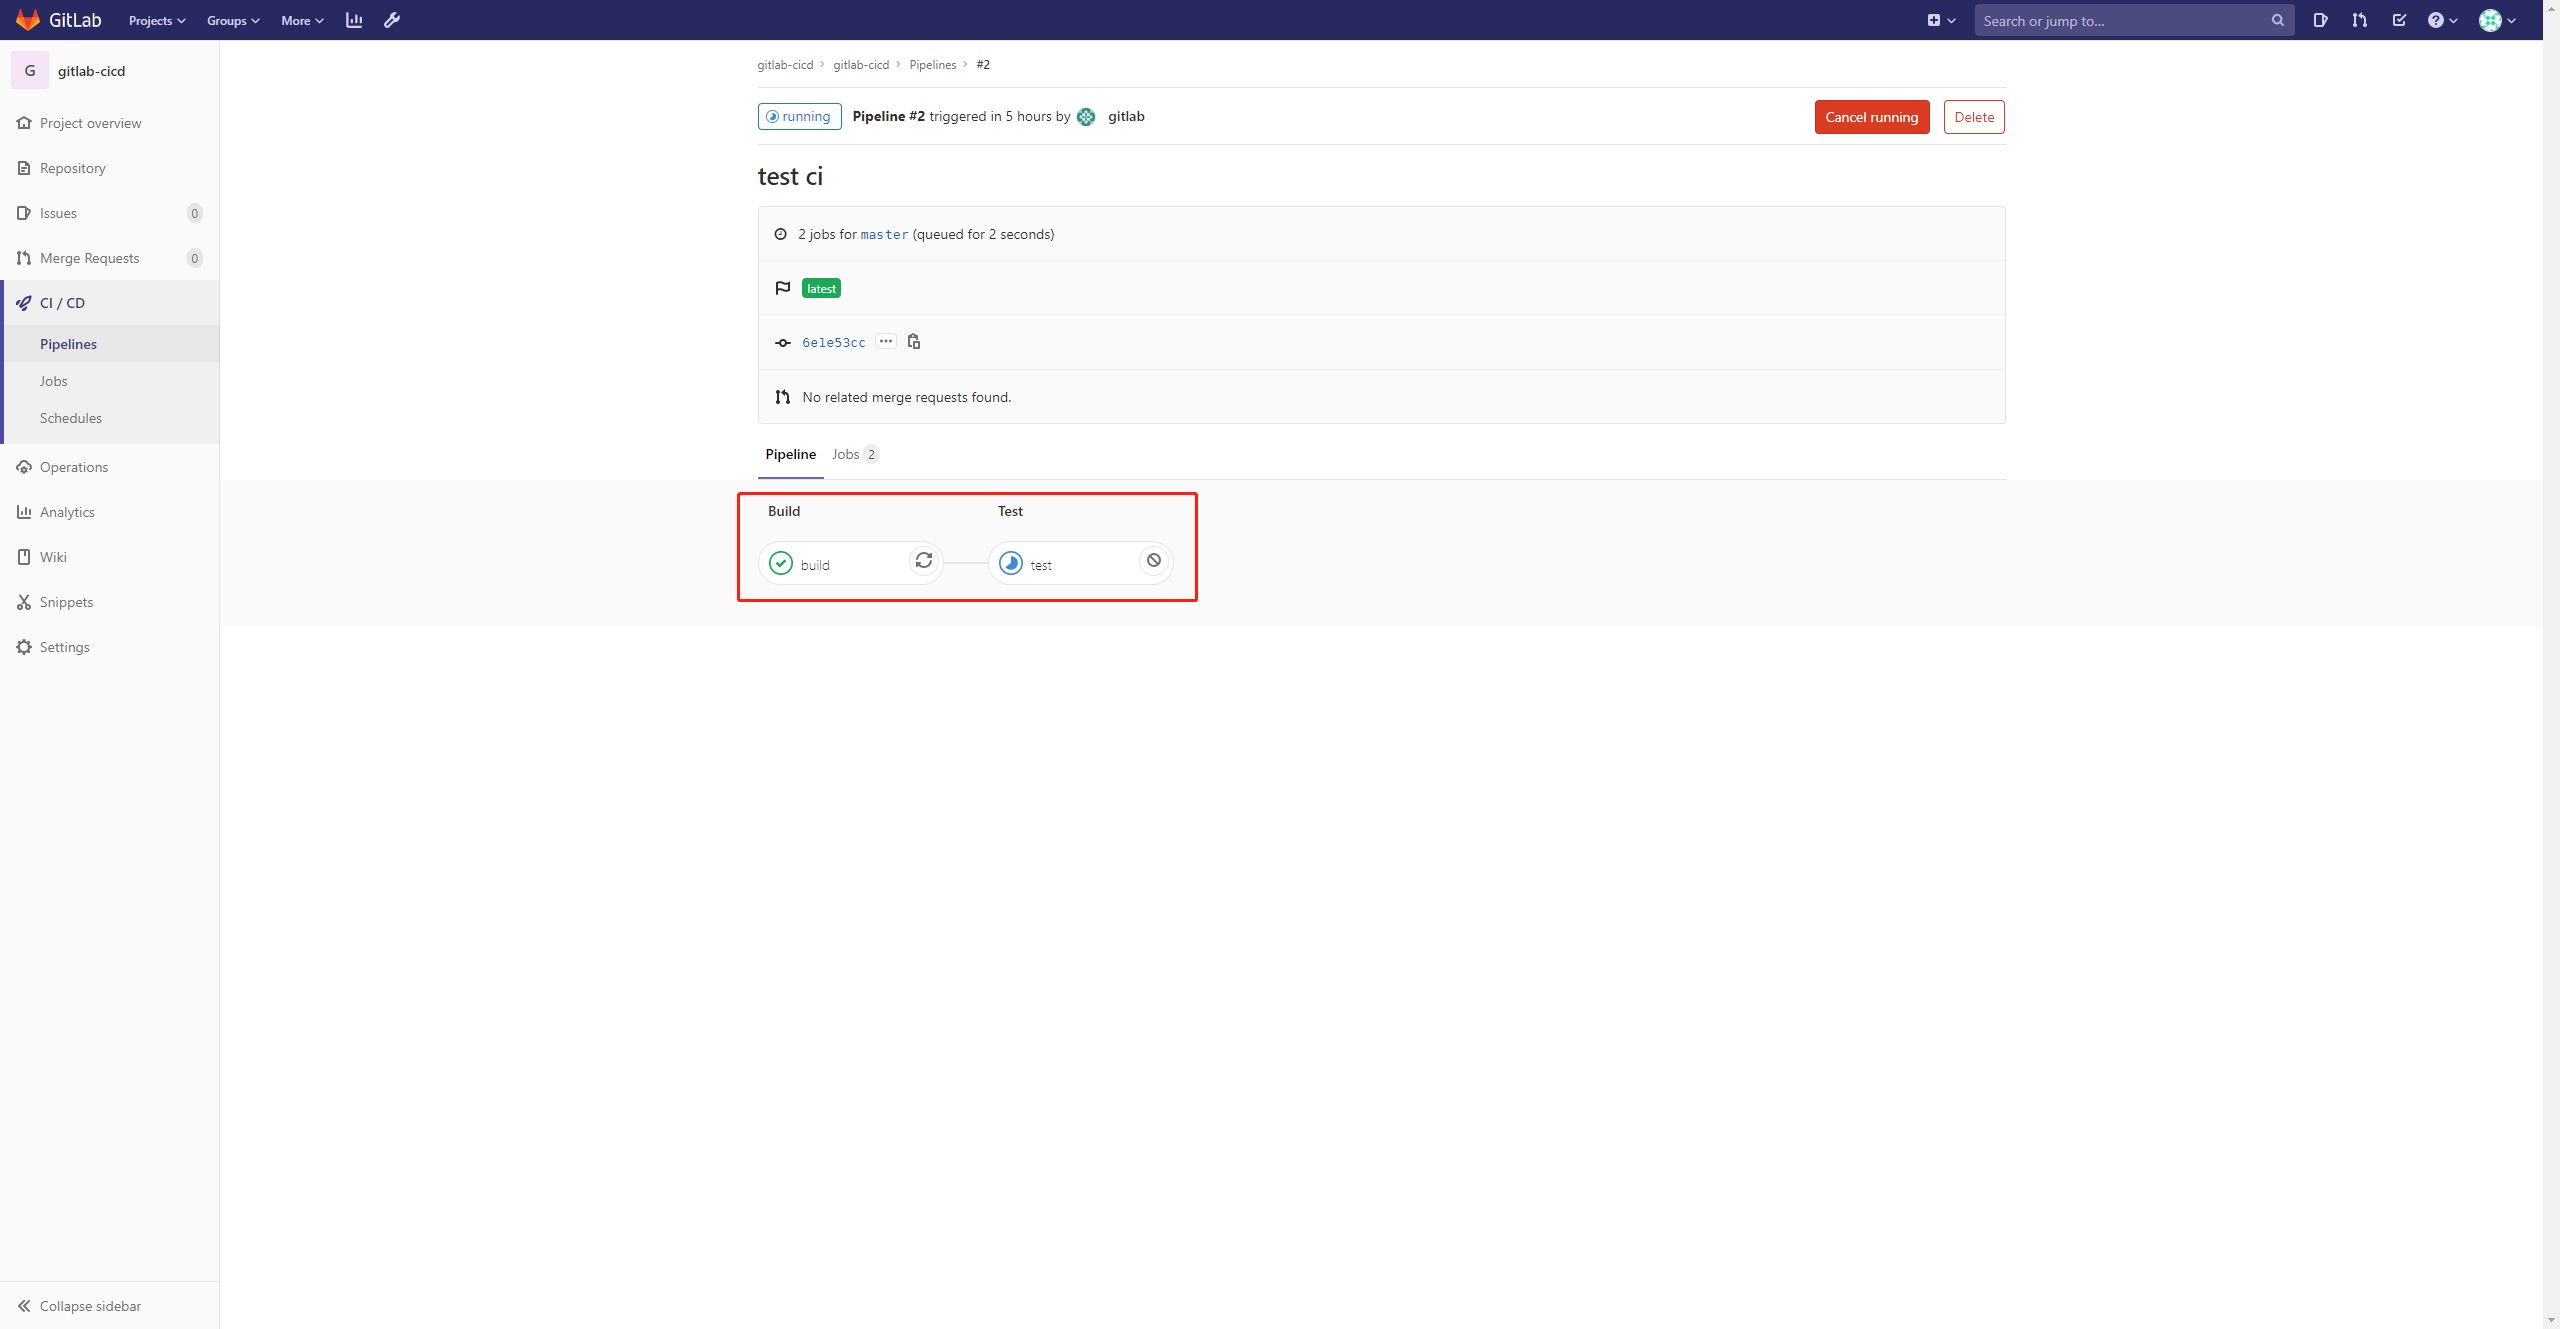 GitLab Projects Groups More Search or jump to...
G gitlab-cicd
Project overview
Repository
Issues 0
Merge Requests 0
CI / CD
Pipelines
Jobs
Schedules
Operations
Analytics
Wiki
Snippets
Settings
Collapse sidebar
gitlab-cicd > gitlab-cicd > Pipelines > #2
running Pipeline #2 triggered in 5 hours by gitlab Cancel running Delete
test ci
2 jobs for master (queued for 2 seconds)
latest
6e1e53cc
No related merge requests found.
Pipeline Jobs 2
Build Test
build test